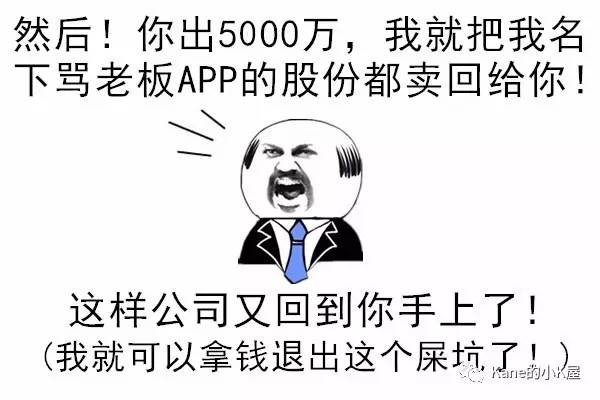 然后！你出5000万，我就把我名
下骂老板APP的股份都卖回给你！
这样公司又回到你手上了！
(我就可以拿钱退出这个屎坑了！)
Kane的小K屋